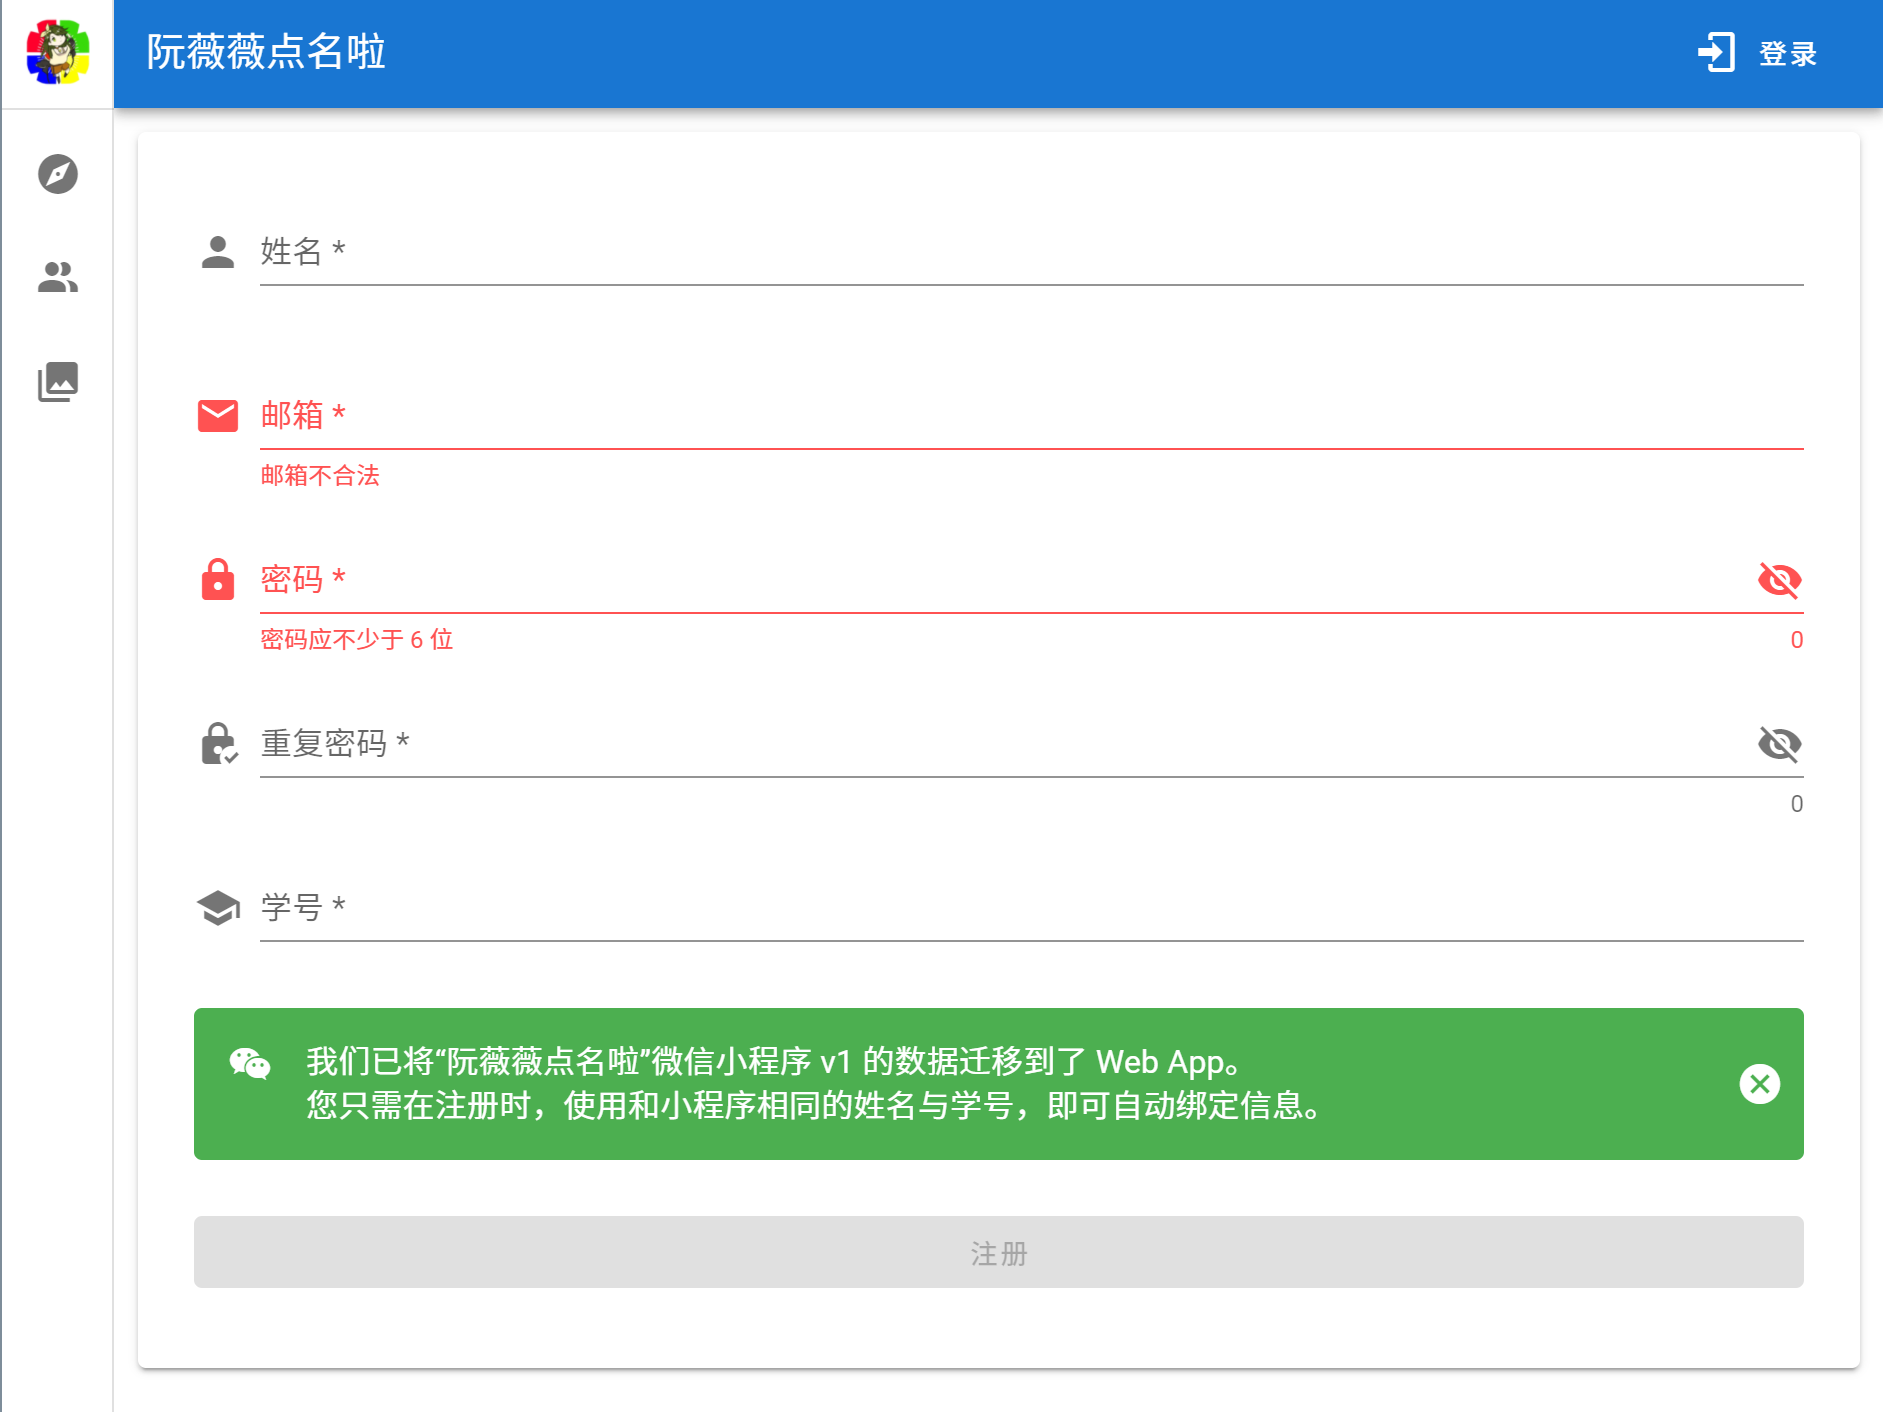 阮薇薇点名啦
登录
姓名 *
邮箱 *
邮箱不合法
密码 *
密码应不少于 6 位
0
重复密码 *
0
学号 *
我们已将“阮薇薇点名啦”微信小程序 v1 的数据迁移到了 Web App。
您只需在注册时，使用和小程序相同的姓名与学号，即可自动绑定信息。
注册